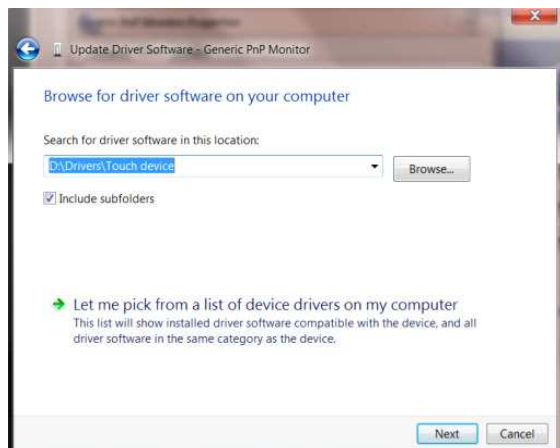 Update Driver Software - Generic PnP Monitor
Browse for driver software on your computer
Search for driver software in this location:
D:\Drivers\Touch device
Browse...
Include subfolders
Let me pick from a list of device drivers on my computer
This list will show installed driver software compatible with the device, and all
driver software in the same category as the device.
Next
Cancel